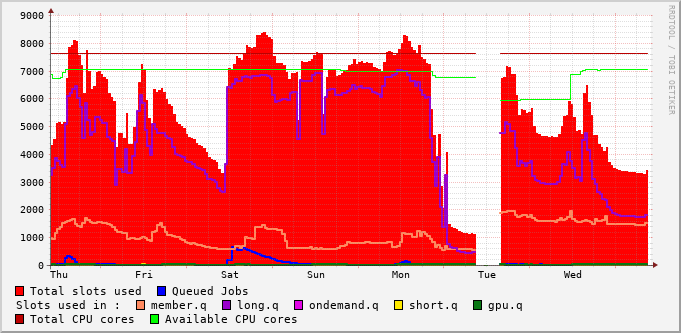 9000
8000
7000
6000
5000
4000
3000
2000
1000
0
Thu Fri Sat Sun Mon Tue Wed
RRDTOOL / TOBI OETIKER
Total slots used Queued Jobs
Slots used in : member.q long.q ondemand.q short.q gpu.q
Total CPU cores Available CPU cores